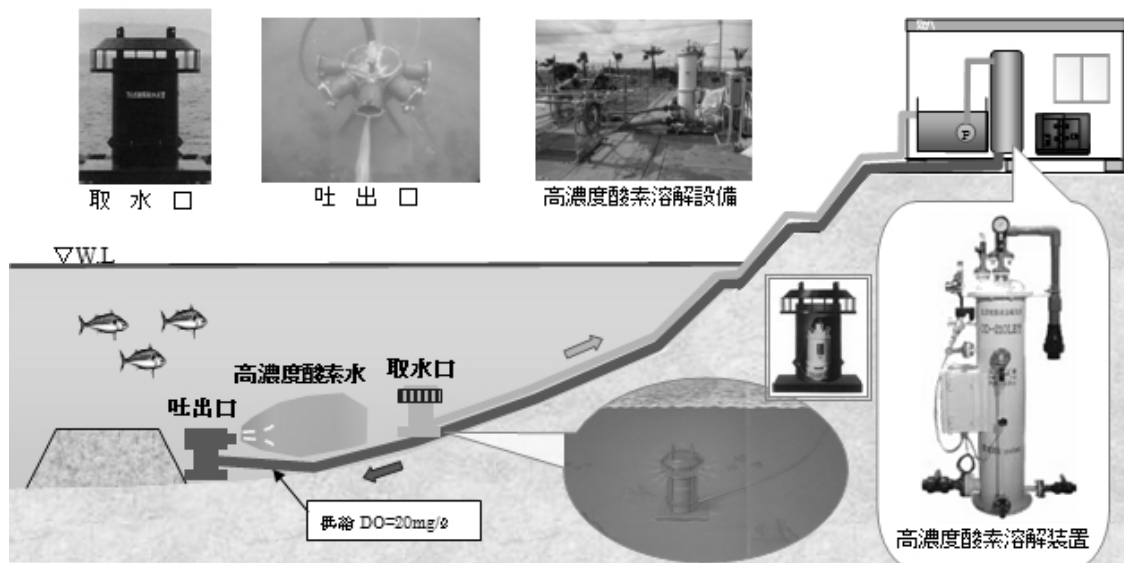 取 水 口
吐 出 口
高濃度酸素溶解設備
▽W.L
高濃度酸素水
取水口
吐出口
供給 DO=20mg/ℓ
P
高濃度酸素溶解装置